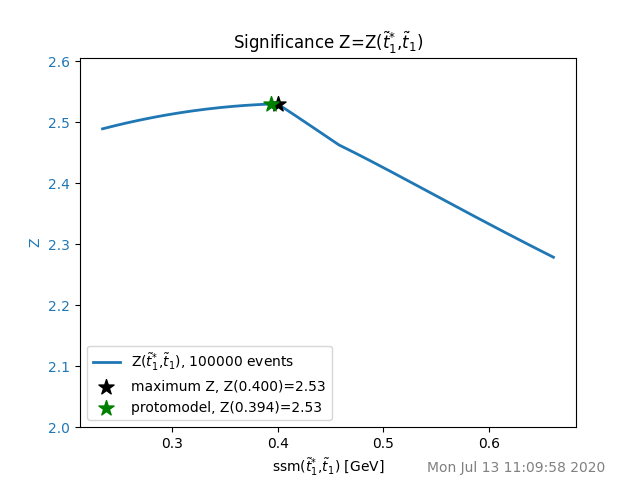 Significance Z=Z(t̃₁*,t̃₁)
2.6
2.5
2.4
2.3
2.2
2.1
2.0
Z
Z(t̃₁*,t̃₁), 100000 events
maximum Z, Z(0.400)=2.53
protomodel, Z(0.394)=2.53
0.3 0.4 0.5 0.6
ssm(t̃₁*,t̃₁) [GeV]
Mon Jul 13 11:09:58 2020